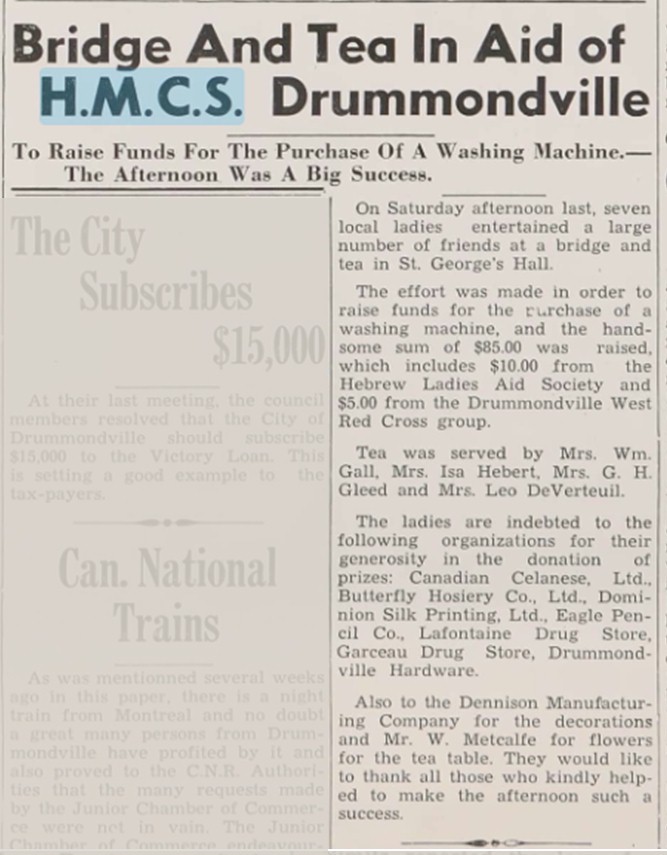 Bridge And Tea In Aid of
H.M.C.S. Drummondville
To Raise Funds For The Purchase Of A Washing Machine.—
The Afternoon Was A Big Success.
The City
Subscribes
$15,000
At their last meeting, the council
members resolved that the City of
Drummondville should subscribe
$15,000 to the Victory Loan. This
is setting a good example to the
tax-payers.
Can. National
Trains
As was mentionned several weeks
ago in this paper, there is a night
train from Montreal and no doubt
a great many persons from Drum-
mondville have profited by it and
also proved to the C.N.R. Authori-
ties that the many requests made
by the Junior Chamber of Commer-
ce were not in vain. The Junior
Chamber of Commerce endeavour-
On Saturday afternoon last, seven
local ladies entertained a large
number of friends at a bridge and
tea in St. George's Hall.
The effort was made in order to
raise funds for the purchase of a
washing machine, and the hand-
some sum of $85.00 was raised,
which includes $10.00 from the
Hebrew Ladies Aid Society and
$5.00 from the Drummondville West
Red Cross group.
Tea was served by Mrs. Wm.
Gall, Mrs. Isa Hebert, Mrs. G. H.
Gleed and Mrs. Leo DeVerteuil.
The ladies are indebted to the
following organizations for their
generosity in the donation of
prizes: Canadian Celanese, Ltd.,
Butterfly Hosiery Co., Ltd., Domi-
nion Silk Printing, Ltd., Eagle Pen-
cil Co., Lafontaine Drug Store,
Garceau Drug Store, Drummond-
ville Hardware.
Also to the Dennison Manufactur-
ing Company for the decorations
and Mr. W. Metcalfe for flowers
for the tea table. They would like
to thank all those who kindly help-
ed to make the afternoon such a
success.